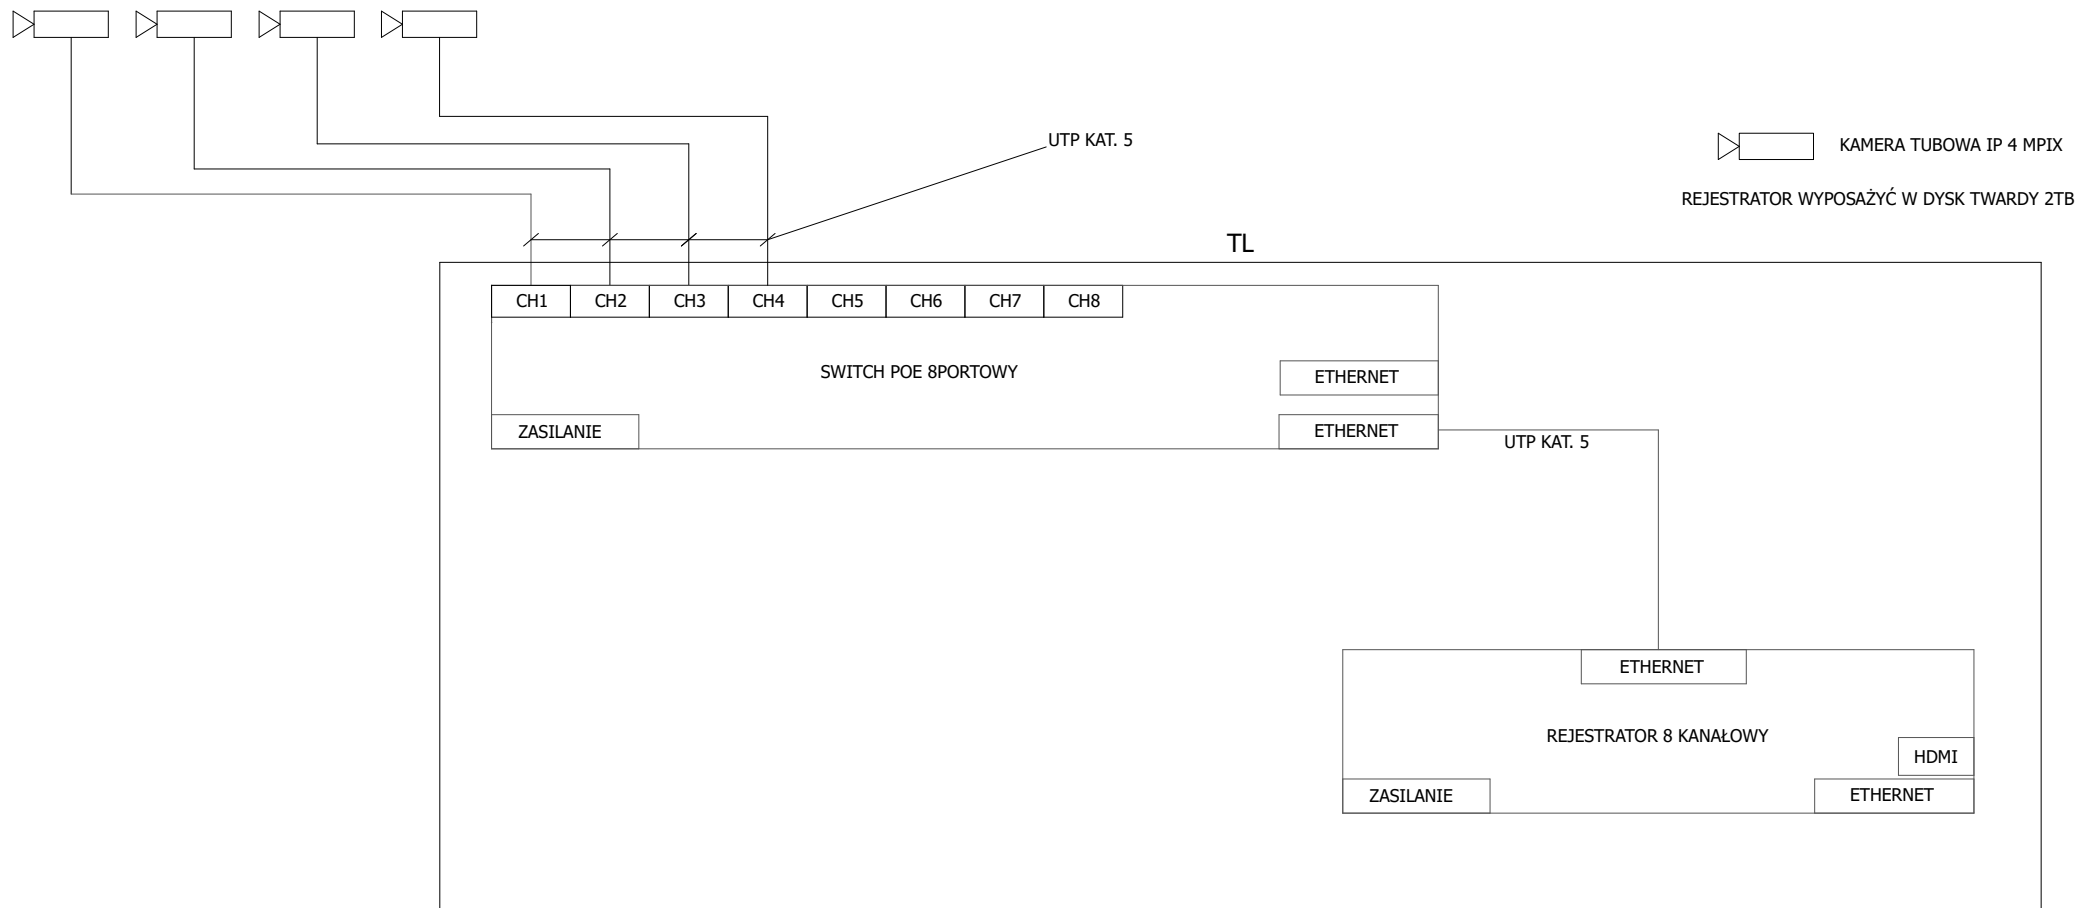 UTP KAT. 5
KAMERA TUBOWA IP 4 MPIX
REJESTRATOR WYPOSAŻYĆ W DYSK TWARDY 2TB
TL
CH1 CH2 CH3 CH4 CH5 CH6 CH7 CH8
SWITCH POE 8PORTOWY
ETHERNET
ZASILANIE
ETHERNET
UTP KAT. 5
ETHERNET
REJESTRATOR 8 KANAŁOWY
HDMI
ZASILANIE
ETHERNET